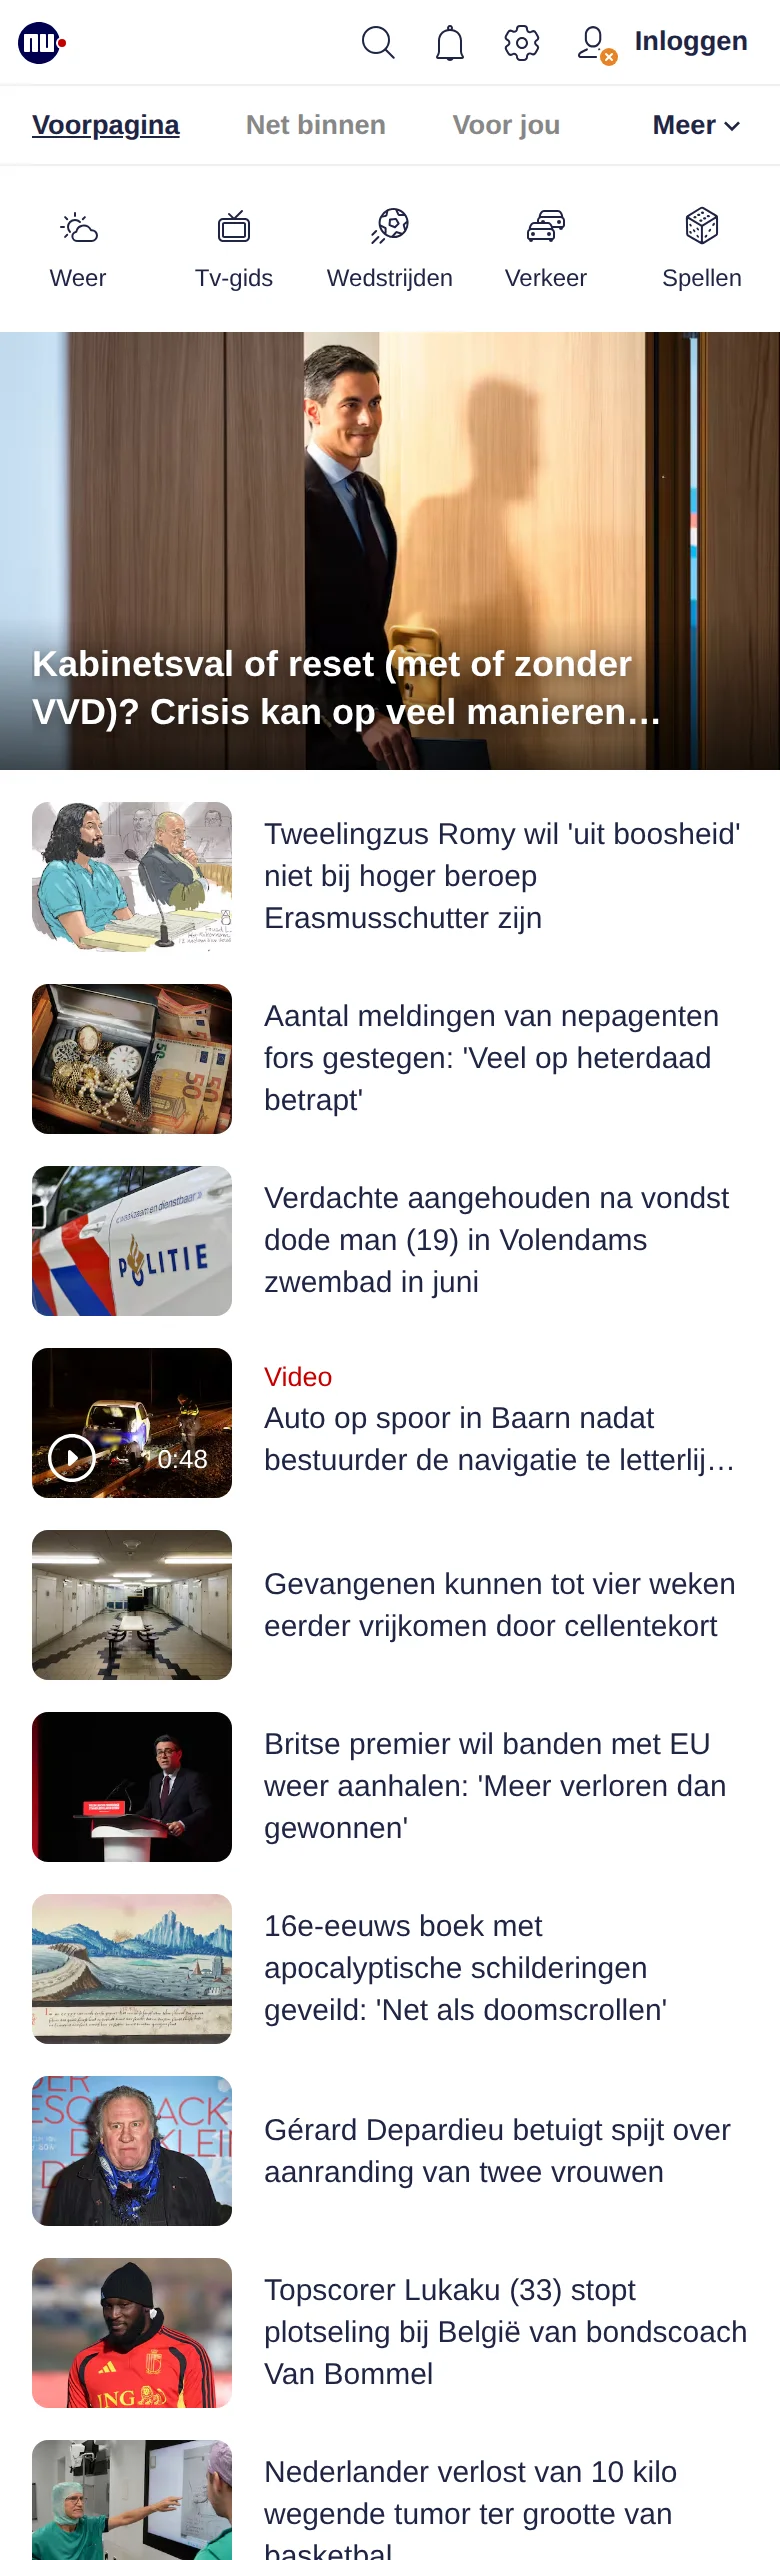 nu
Inloggen
Voorpagina
Net binnen
Voor jou
Meer
Weer
Tv-gids
Wedstrijden
Verkeer
Spellen
Kabinetsval of reset (met of zonder
VVD)? Crisis kan op veel manieren…
Tweelingzus Romy wil 'uit boosheid'
niet bij hoger beroep
Erasmusschutter zijn
Aantal meldingen van nepagenten
fors gestegen: 'Veel op heterdaad
betrapt'
50
50
50
Verdachte aangehouden na vondst
dode man (19) in Volendams
zwembad in juni
POLITIE
Video
Auto op spoor in Baarn nadat
bestuurder de navigatie te letterlij…
10:48
Gevangenen kunnen tot vier weken
eerder vrijkomen door cellentekort
Britse premier wil banden met EU
weer aanhalen: 'Meer verloren dan
gewonnen'
16e-eeuws boek met
apocalyptische schilderingen
geveild: 'Net als doomscrollen'
Gérard Depardieu betuigt spijt over
aanranding van twee vrouwen
Topscorer Lukaku (33) stopt
plotseling bij België van bondscoach
Van Bommel
ING
Nederlander verlost van 10 kilo
wegende tumor ter grootte van
basketbal